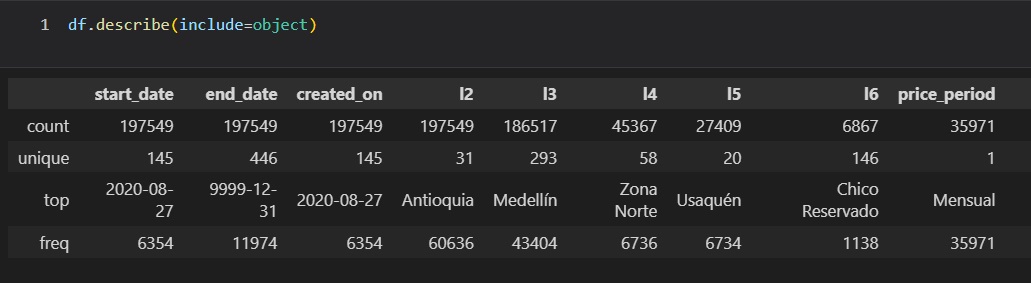 1 df.describe(include=object)
start_date end_date created_on l2 l3 l4 l5 l6 price_period
count 197549 197549 197549 197549 186517 45367 27409 6867 35971
unique 145 446 145 31 293 58 20 146 1
top 2020-08-27 9999-12-31 2020-08-27 Antioquia Medellín Zona Norte Usaquén Chico Reservado Mensual
freq 6354 11974 6354 60636 43404 6736 6734 1138 35971